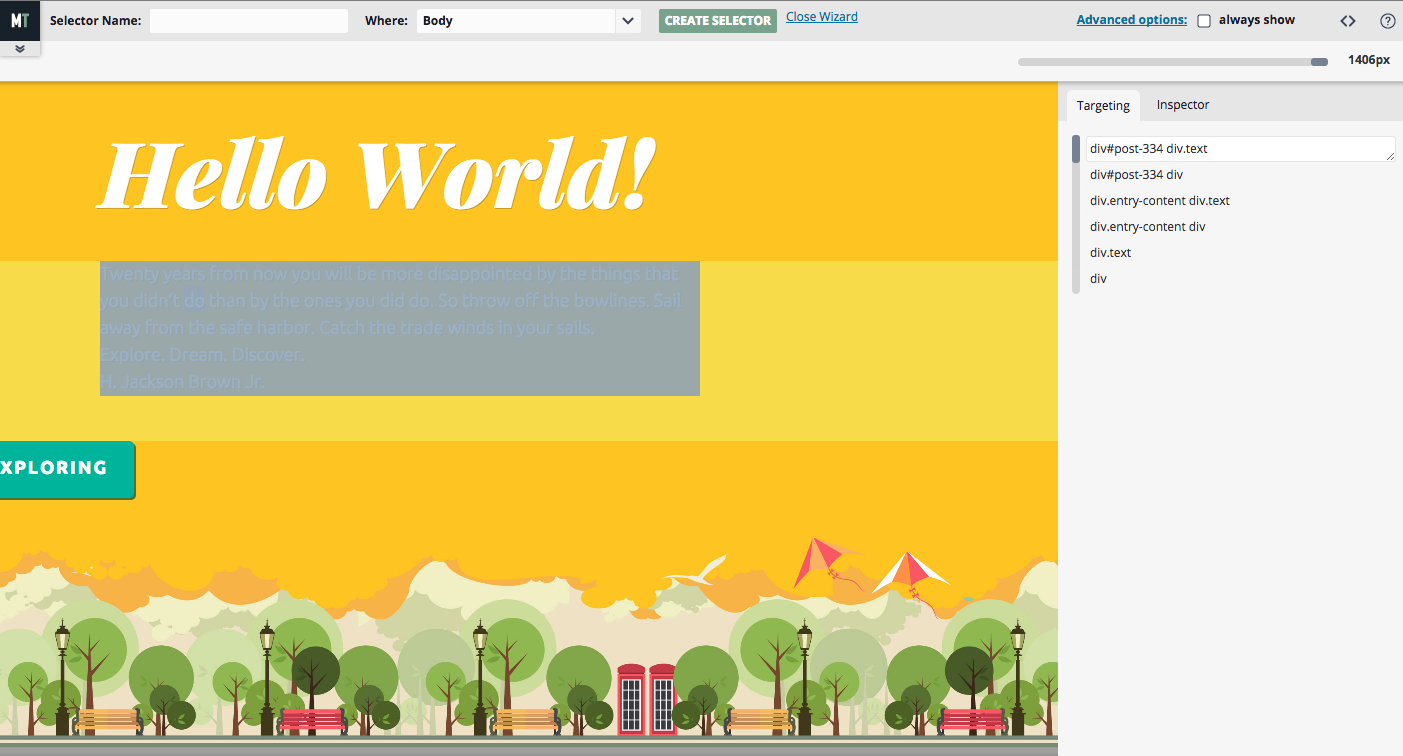 MT
Selector Name:
Where:
Body
CREATE SELECTOR
Close Wizard
Advanced options:
always show
<>
?
1406px
Targeting
Inspector
Hello World!
div#post-334 div.text
div#post-334 div
div.entry-content div.text
div.entry-content div
div.text
div
Twenty years from now you will be more disappointed by the things that
you didn't do than by the ones you did do. So throw off the bowlines. Sail
away from the safe harbor. Catch the trade winds in your sails.
Explore. Dream. Discover.
H. Jackson Brown Jr.
XPLORING